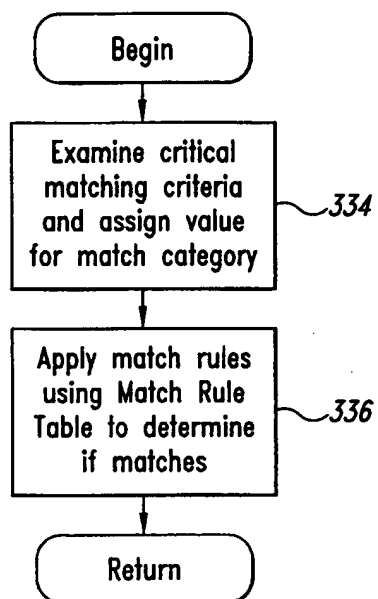 Begin
Examine critical
matching criteria
and assign value
for match category
334
Apply match rules
using Match Rule
Table to determine
if matches
336
Return